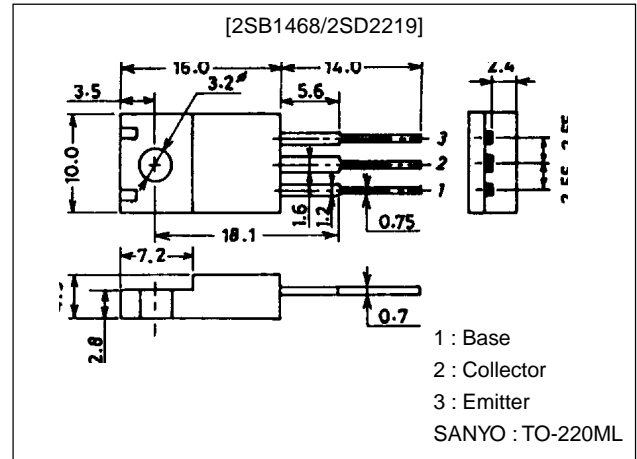 [2SB1468/2SD2219]
16.0
14.0
2.4
3.5
3.2ø
5.6
10.0
3
2
1
1.6
1.2
0.75
18.1
7.2
2.8
0.7
1 : Base
2 : Collector
3 : Emitter
SANYO : TO-220ML